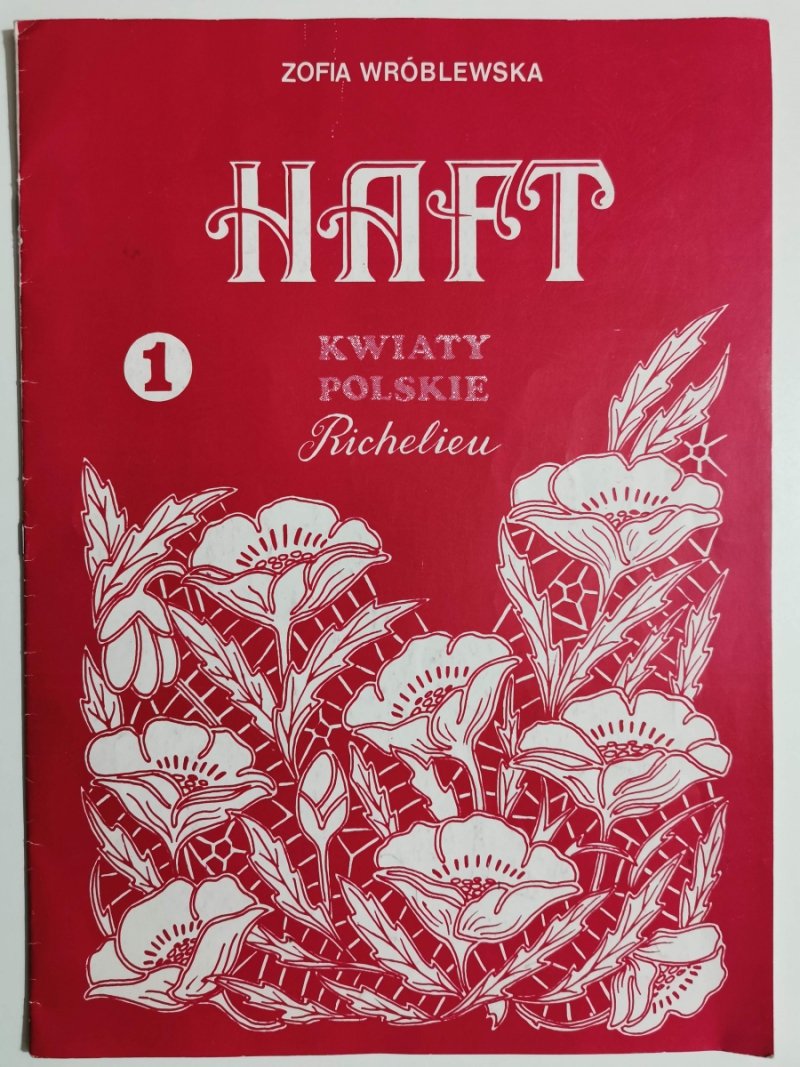 ZOFIA WRÓBLEWSKA
HAFT
1
KWIATY
POLSKIE
Richelieu